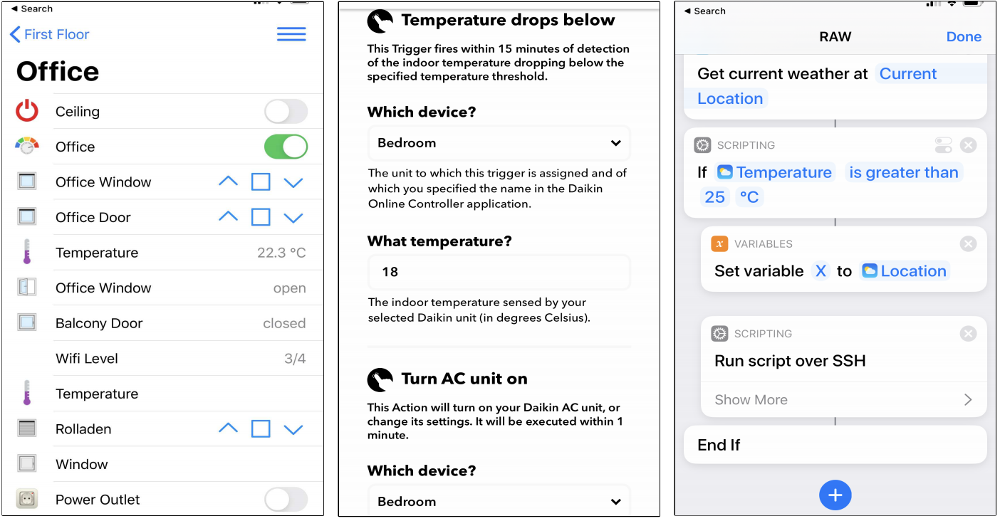 Search
First Floor
Office
Ceiling
Office
Office Window
Office Door
Temperature 22.3 °C
Office Window open
Balcony Door closed
Wifi Level 3/4
Temperature
Rolladen
Window
Power Outlet
Temperature drops below
This Trigger fires within 15 minutes of detection
of the indoor temperature dropping below the
specified temperature threshold.
Which device?
Bedroom
The unit to which this trigger is assigned and of
which you specified the name in the Daikin
Online Controller application.
What temperature?
18
The indoor temperature sensed by your
selected Daikin unit (in degrees Celsius).
Turn AC unit on
This Action will turn on your Daikin AC unit, or
change its settings. It will be executed within 1
minute.
Which device?
Bedroom
Search
RAW Done
Get current weather at Current
Location
SCRIPTING
If Temperature is greater than
25 °C
x VARIABLES
Set variable X to Location
SCRIPTING
Run script over SSH
Show More
End If